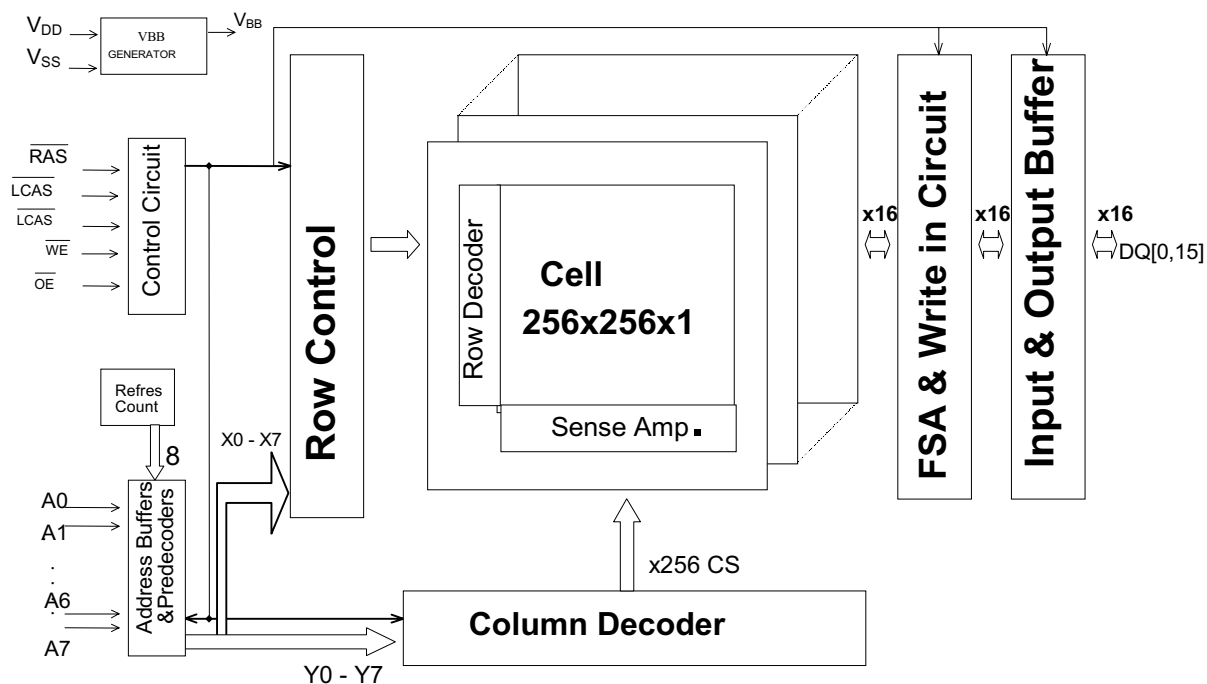 VDD
VSS
VBB
GENERATOR
VBB
RAS
LCAS
LCAS
WE
OE
Control Circuit
Row Control
Row Decoder
Cell
256x256x1
Sense Amp.
x16
FSA & Write in Circuit
x16
Input & Output Buffer
x16
DQ[0,15]
Refres
Count
8
X0 - X7
A0
A1
.
.
A6
.
A7
Address Buffers
&Predecoders
x256 CS
Column Decoder
Y0 - Y7